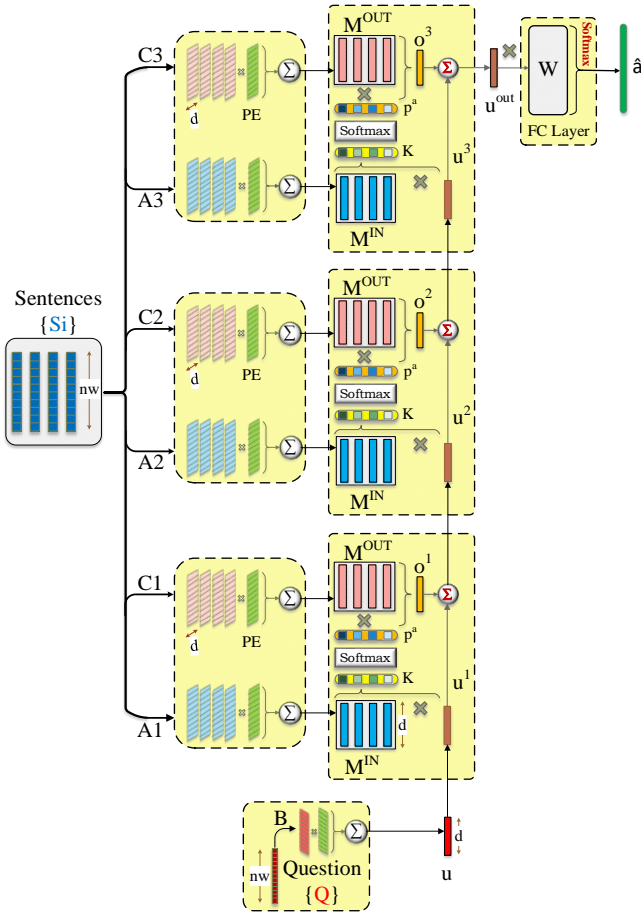 C3
d
PE
Σ
A3
Σ
M^OUT
O^3
p^a
Softmax
K
M^IN
Σ
u^3
u^out
W
Softmax
FC Layer
â
Sentences
{Si}
nw
C2
d
PE
Σ
A2
Σ
M^OUT
O^2
p^a
Softmax
K
M^IN
Σ
u^2
C1
d
PE
Σ
A1
Σ
M^OUT
O^1
p^a
Softmax
K
M^IN
d
Σ
u^1
B
nw
Σ
Question
{Q}
d
u